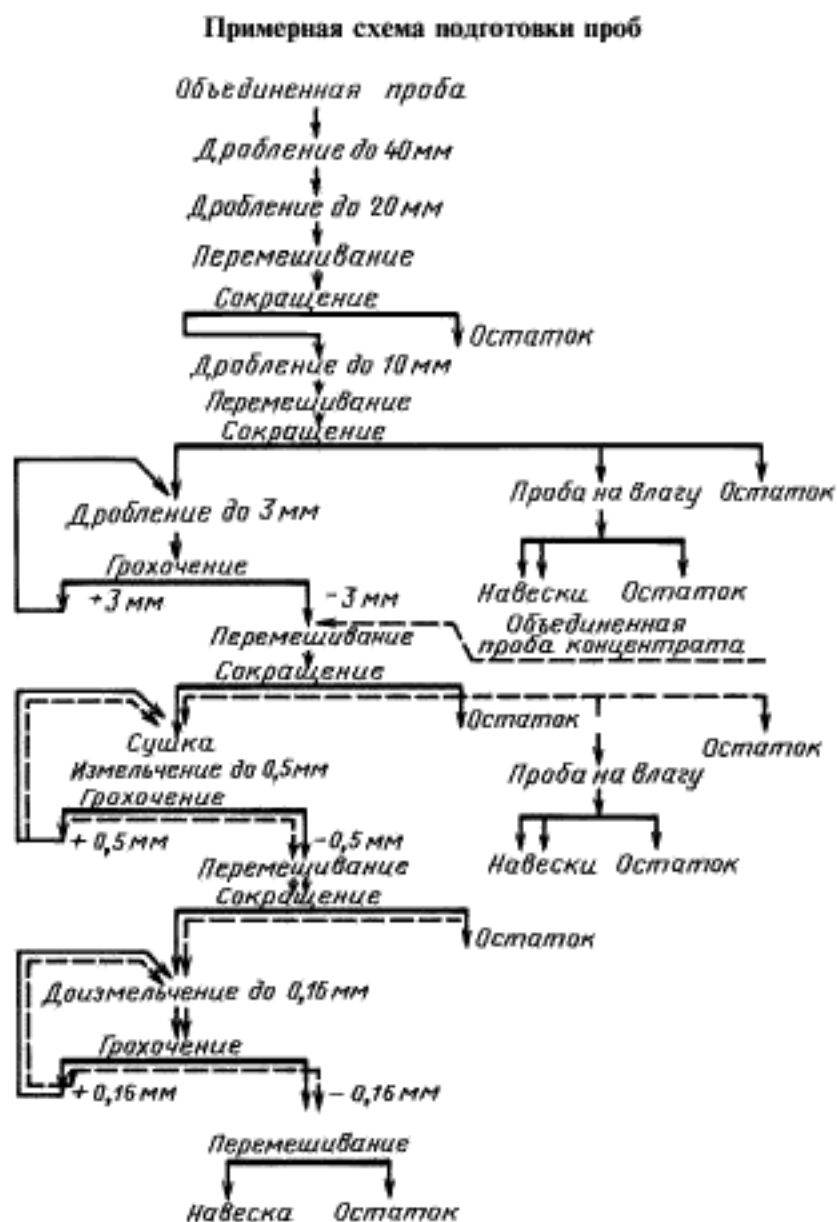 Примерная схема подготовки проб
Объединенная проба
Дробление до 40 мм
Дробление до 20 мм
Перемешивание
Сокращение
Остаток
Дробление до 10 мм
Перемешивание
Сокращение
Проба на влагу Остаток
Дробление до 3 мм
Грохочение
Навески Остаток
+3 мм -3 мм
Объединенная
проба концентрата
Перемешивание
Сокращение
Остаток
Остаток
Сушка
Измельчение до 0,5 мм
Проба на влагу
Грохочение
+0,5 мм -0,5 мм
Перемешивание
Навески Остаток
Сокращение
Остаток
Доизмельчение до 0,16 мм
Грохочение
+0,16 мм -0,16 мм
Перемешивание
Навеска Остаток